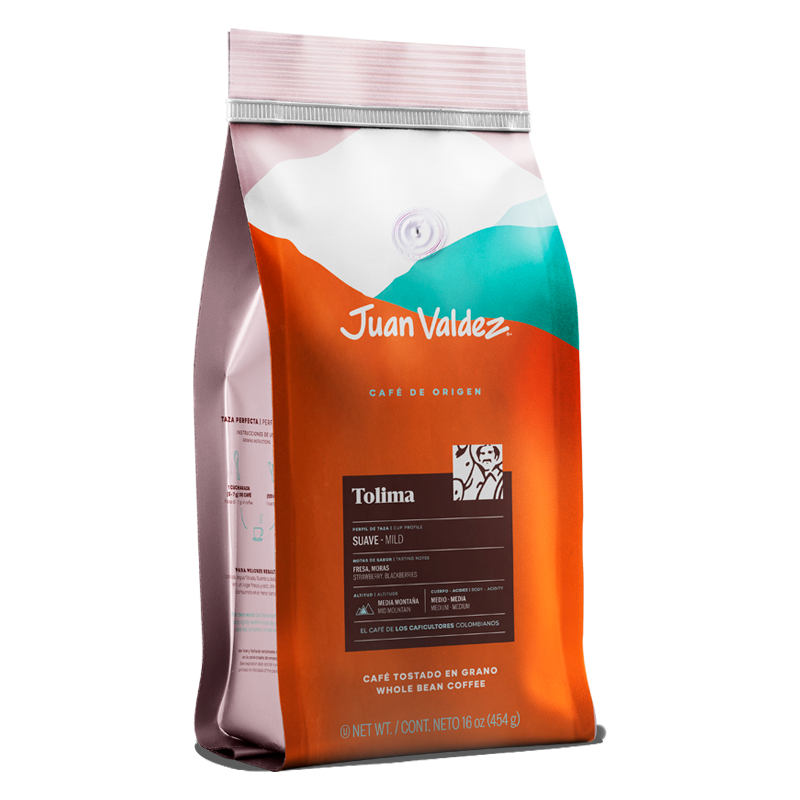 Juan Valdez
CAFÉ DE ORIGEN
Tolima
PERFIL DE TAZA | CUP PROFILE
SUAVE - MILD
NOTAS DE SABOR | TASTING NOTES
FRESA, MORAS
STRAWBERRY, BLACKBERRIES
ALTITUD | ALTITUDE
MEDIA MONTAÑA
MID MOUNTAIN
CUERPO - ACIDEZ | BODY - ACIDITY
MEDIO - MEDIA
MEDIUM - MEDIUM
EL CAFÉ DE LOS CAFICULTORES COLOMBIANOS
CAFÉ TOSTADO EN GRANO
WHOLE BEAN COFFEE
NET WT. / CONT. NETO 16 oz (454 g)
TAZA PERFECTA |
INSTRUCCIONES DE